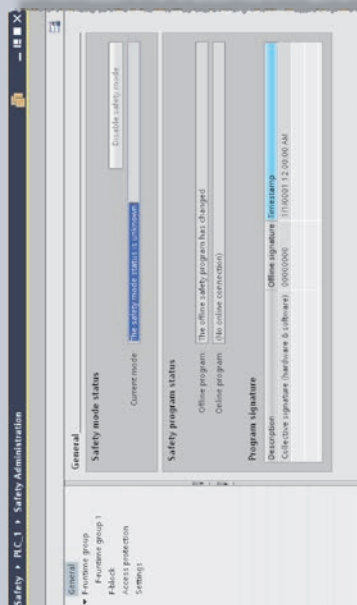 Safety ▸ PLC_1 ▸ Safety Administration
General
F-runtime group
F-runtime group 1
F-block
Access protection
Settings
General
Safety mode status
Disable safety mode
Current mode: The safety mode status is unknown
Safety program status
Offline program: The offline safety program has changed
Online program: (No online connection)
Program signature
Description Offline signature Timestamp
Collective signature (hardware & software) 00000000 1/1/0001 12:00:00 AM